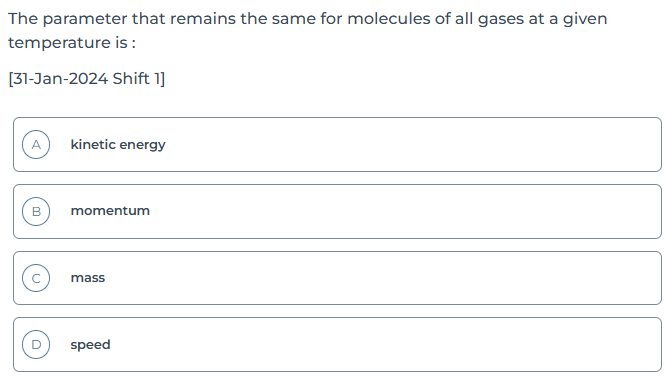 The parameter that remains the same for molecules of all gases at a given
temperature is :
[31-Jan-2024 Shift 1]
A kinetic energy
B momentum
C mass
D speed